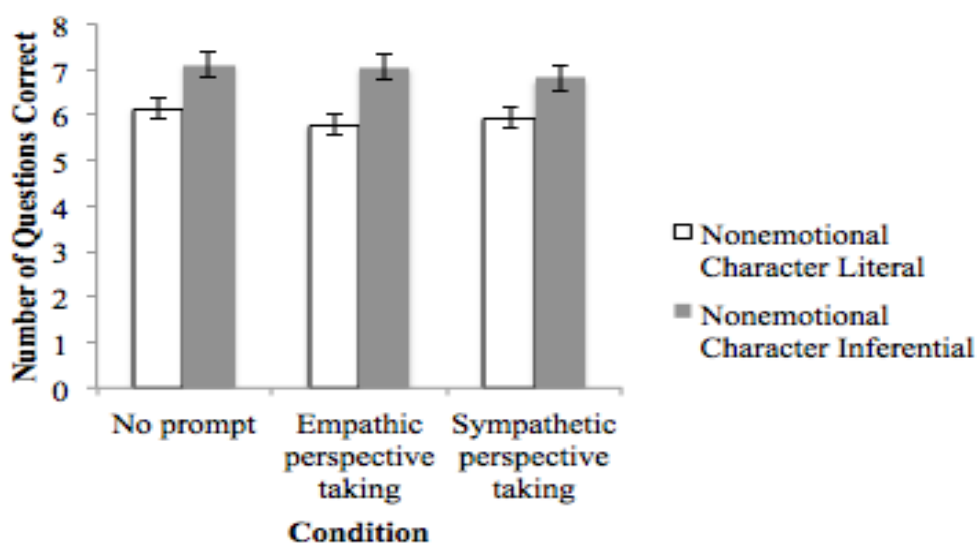 Number of Questions Correct
8
7
6
5
4
3
2
1
0
No prompt
Empathic
perspective
taking
Sympathetic
perspective
taking
Condition
Nonemotional
Character Literal
Nonemotional
Character Inferential